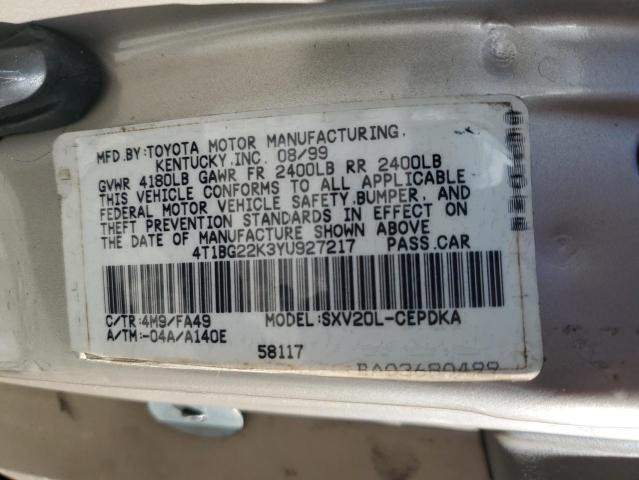 MFD.BY:TOYOTA MOTOR MANUFACTURING,
KENTUCKY,INC. 08/99
GVWR 4180LB GAWR FR 2400LB RR 2400LB
THIS VEHICLE CONFORMS TO ALL APPLICABLE
FEDERAL MOTOR VEHICLE SAFETY,BUMPER, AND
THEFT PREVENTION STANDARDS IN EFFECT ON
THE DATE OF MANUFACTURE SHOWN ABOVE
4T1BG22K3YU927217 PASS.CAR
C/TR:4M9/FA49 MODEL:SXV20L-CEPDKA
A/TM:-04A/A140E
58117